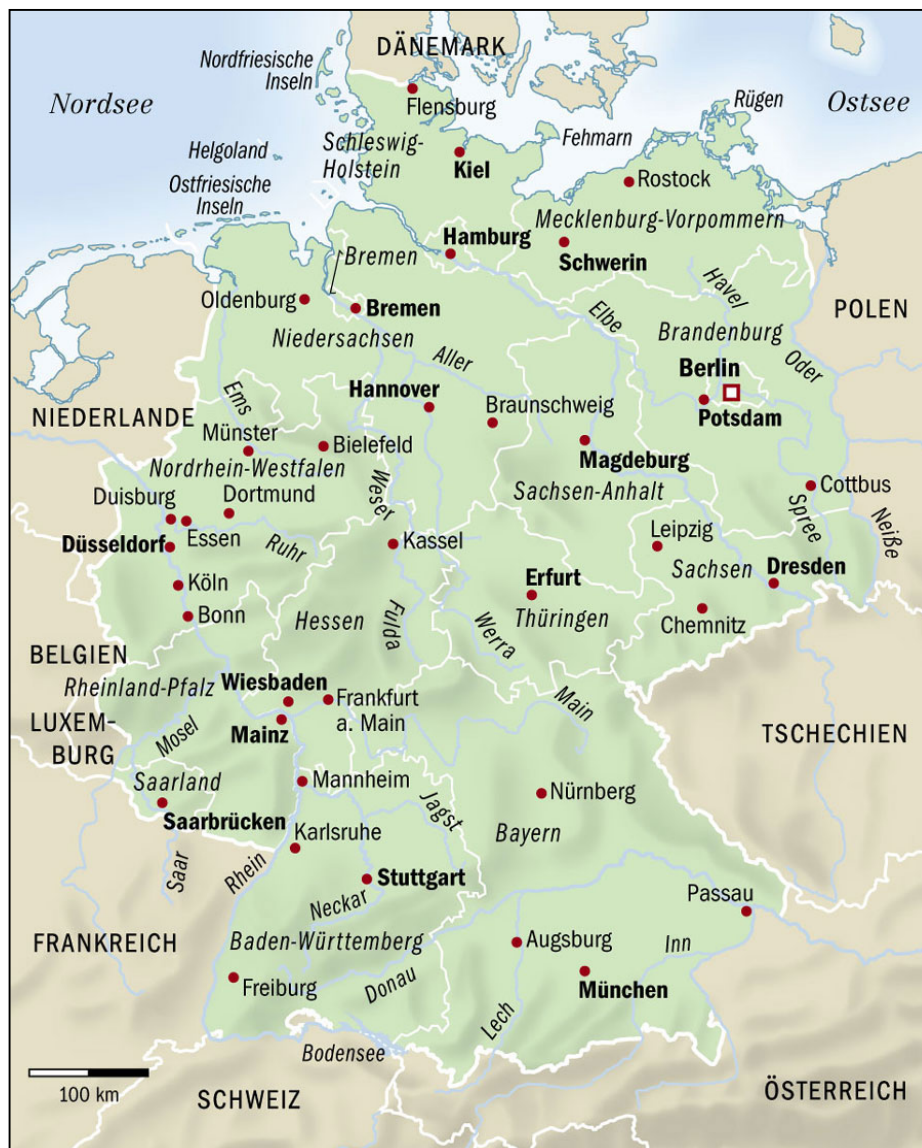 DÄNEMARK
Nordfriesische
Inseln
Nordsee
Flensburg
Rügen
Ostsee
Schleswig-
Holstein
Fehmarn
Helgoland
Kiel
Ostfriesische
Inseln
Rostock
Mecklenburg-Vorpommern
Hamburg
Bremen
Schwerin
Havel
Oldenburg
Bremen
Elbe
POLEN
Niedersachsen
Brandenburg
Aller
Oder
Berlin
Hannover
Ems
NIEDERLANDE
Braunschweig
Potsdam
Münster
Bielefeld
Magdeburg
Nordrhein-Westfalen
Weser
Sachsen-Anhalt
Cottbus
Duisburg
Dortmund
Spree
Neiße
Essen
Ruhr
Kassel
Leipzig
Düsseldorf
Sachsen
Dresden
Köln
Erfurt
Bonn
Hessen
Fulda
Werra
Thüringen
Chemnitz
BELGIEN
Rheinland-Pfalz
Wiesbaden
Frankfurt
a. Main
Main
LUXEM-
BURG
Mosel
Mainz
TSCHECHIEN
Saarland
Mannheim
Jagst
Nürnberg
Saarbrücken
Karlsruhe
Bayern
Saar
Rhein
Stuttgart
Neckar
Passau
FRANKREICH
Baden-Württemberg
Augsburg
Inn
Freiburg
Donau
München
Lech
Bodensee
100 km
SCHWEIZ
ÖSTERREICH